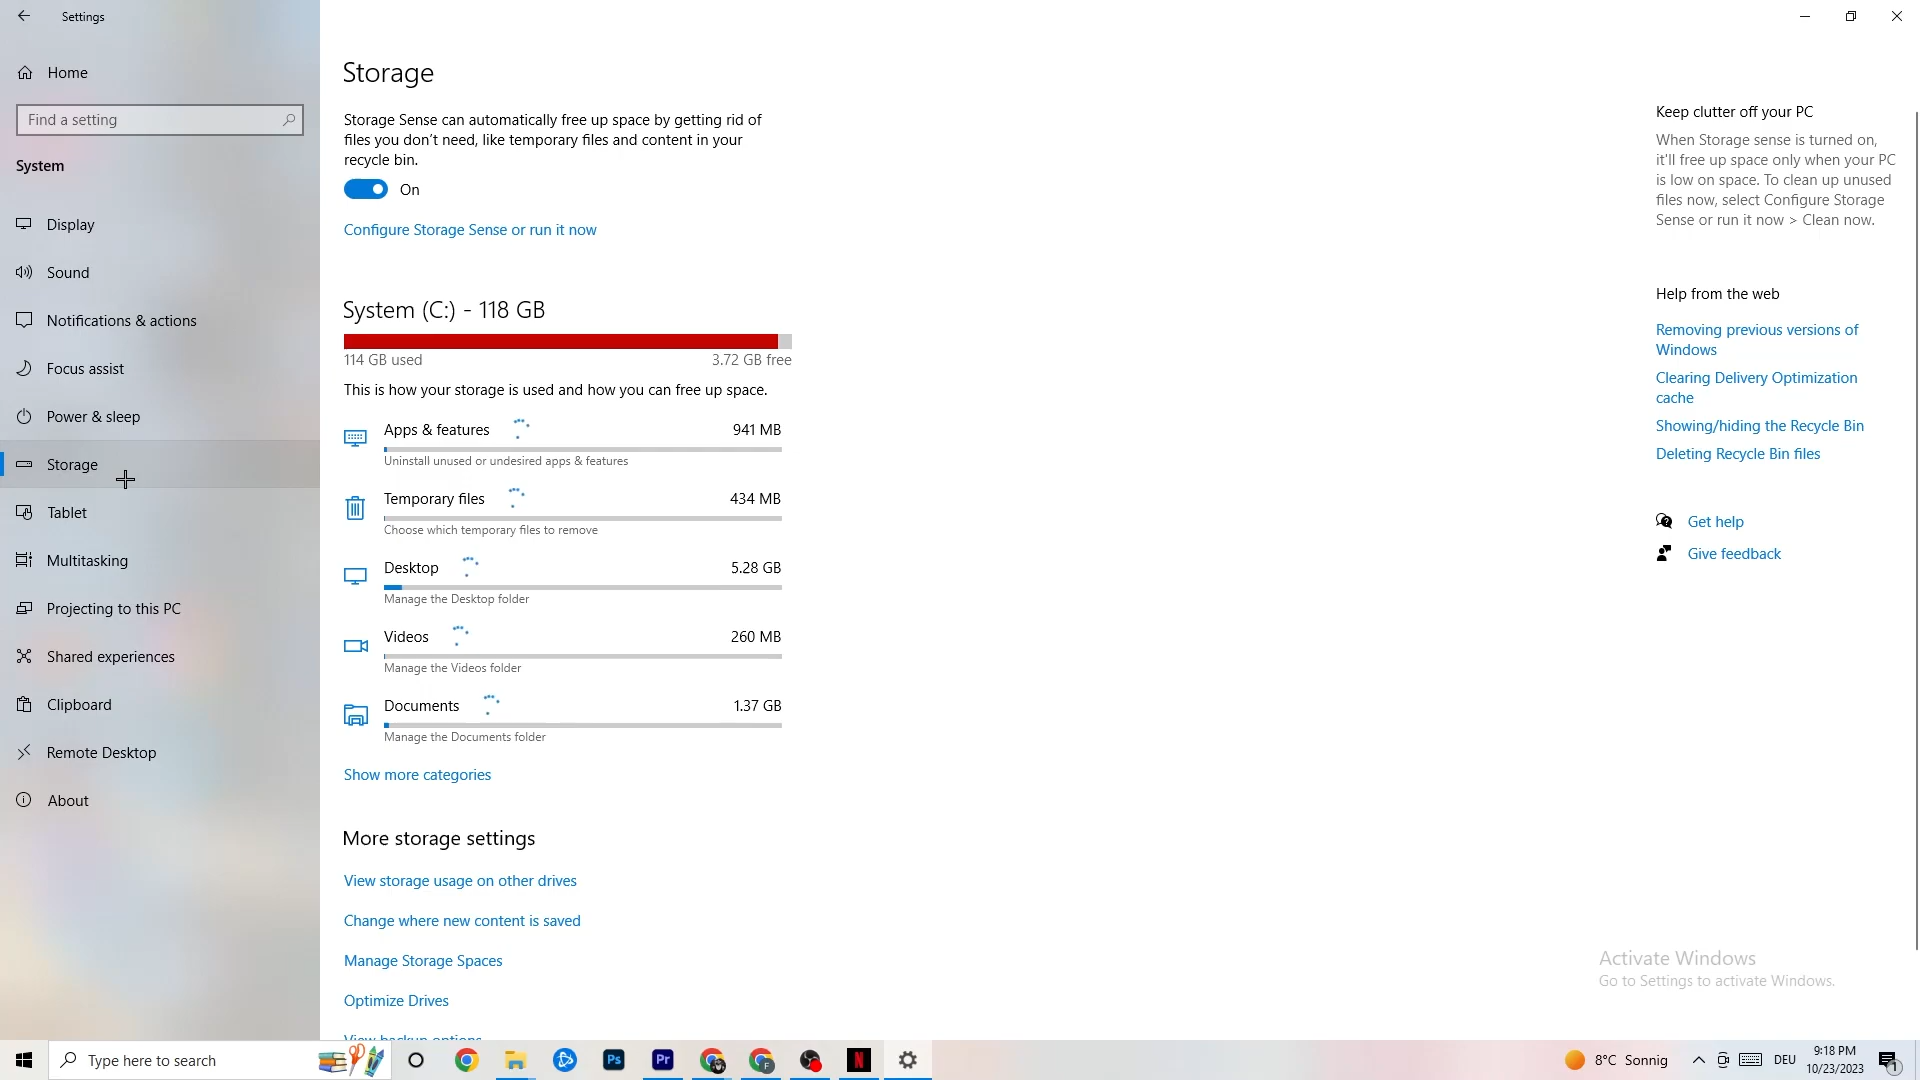 Settings
Home
Find a setting
System
Display
Sound
Notifications & actions
Focus assist
Power & sleep
Storage
Tablet
Multitasking
Projecting to this PC
Shared experiences
Clipboard
Remote Desktop
About
Storage
Storage Sense can automatically free up space by getting rid of
files you don't need, like temporary files and content in your
recycle bin.
On
Configure Storage Sense or run it now
System (C:) - 118 GB
114 GB used 3.72 GB free
This is how your storage is used and how you can free up space.
Apps & features 941 MB
Uninstall unused or undesired apps & features
Temporary files 434 MB
Choose which temporary files to remove
Desktop 5.28 GB
Manage the Desktop folder
Videos 260 MB
Manage the Videos folder
Documents 1.37 GB
Manage the Documents folder
Show more categories
More storage settings
View storage usage on other drives
Change where new content is saved
Manage Storage Spaces
Optimize Drives
View backup options
Keep clutter off your PC
When Storage sense is turned on,
it'll free up space only when your PC
is low on space. To clean up unused
files now, select Configure Storage
Sense or run it now > Clean now.
Help from the web
Removing previous versions of
Windows
Clearing Delivery Optimization
cache
Showing/hiding the Recycle Bin
Deleting Recycle Bin files
Get help
Give feedback
Activate Windows
Go to Settings to activate Windows.
Type here to search
Ps
Pr
F
N
8°C Sonnig
DEU
9:18 PM
10/23/2023
1